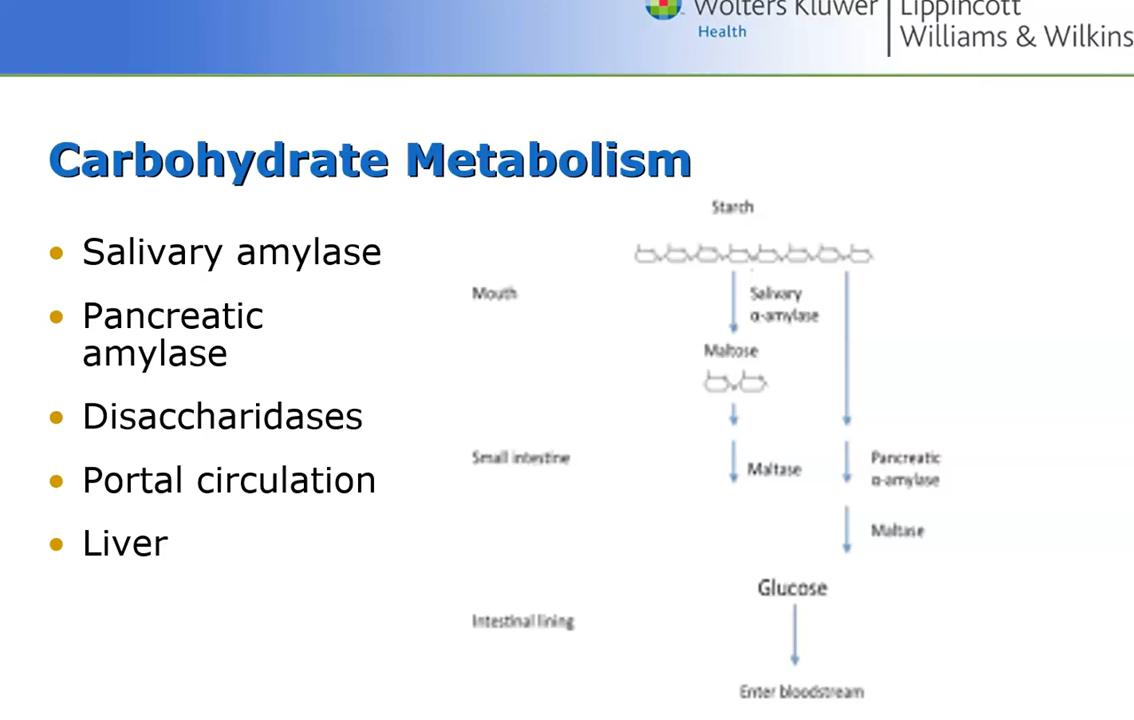 Wolters Kluwer
Health
Lippincott
Williams & Wilkins
Carbohydrate Metabolism
• Salivary amylase
• Pancreatic
amylase
• Disaccharidases
• Portal circulation
• Liver
Starch
Mouth
Salivary
α-amylase
Maltose
Small intestine
Maltase
Pancreatic
α-amylase
Maltase
Glucose
Intestinal lining
Enter bloodstream